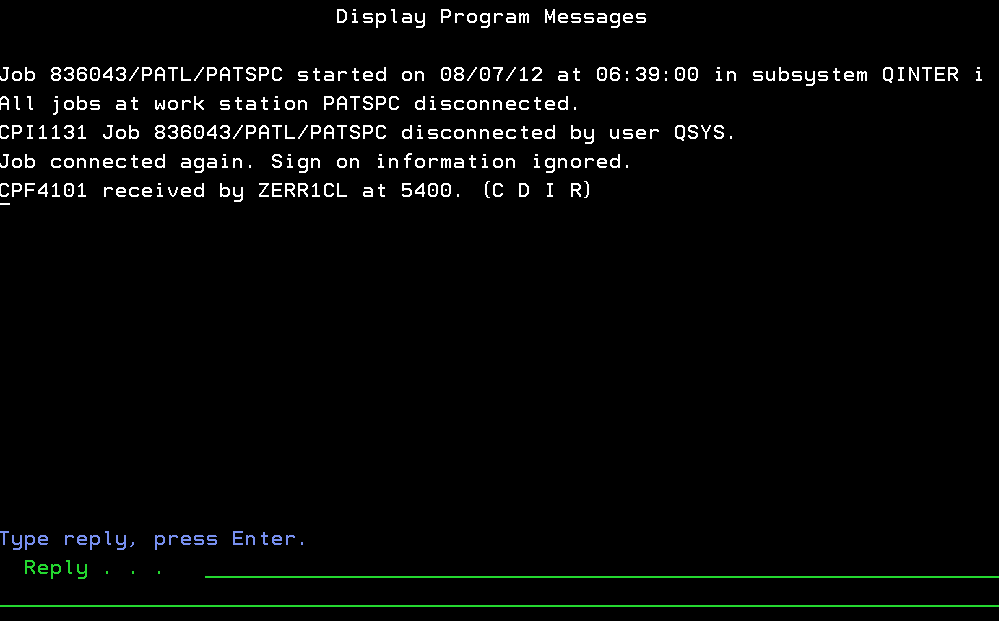 Display Program Messages
Job 836043/PATL/PATSPC started on 08/07/12 at 06:39:00 in subsystem QINTER i
All jobs at work station PATSPC disconnected.
CPI1131 Job 836043/PATL/PATSPC disconnected by user QSYS.
Job connected again. Sign on information ignored.
CPF4101 received by ZERR1CL at 5400. (C D I R)
Type reply, press Enter.
Reply . . .